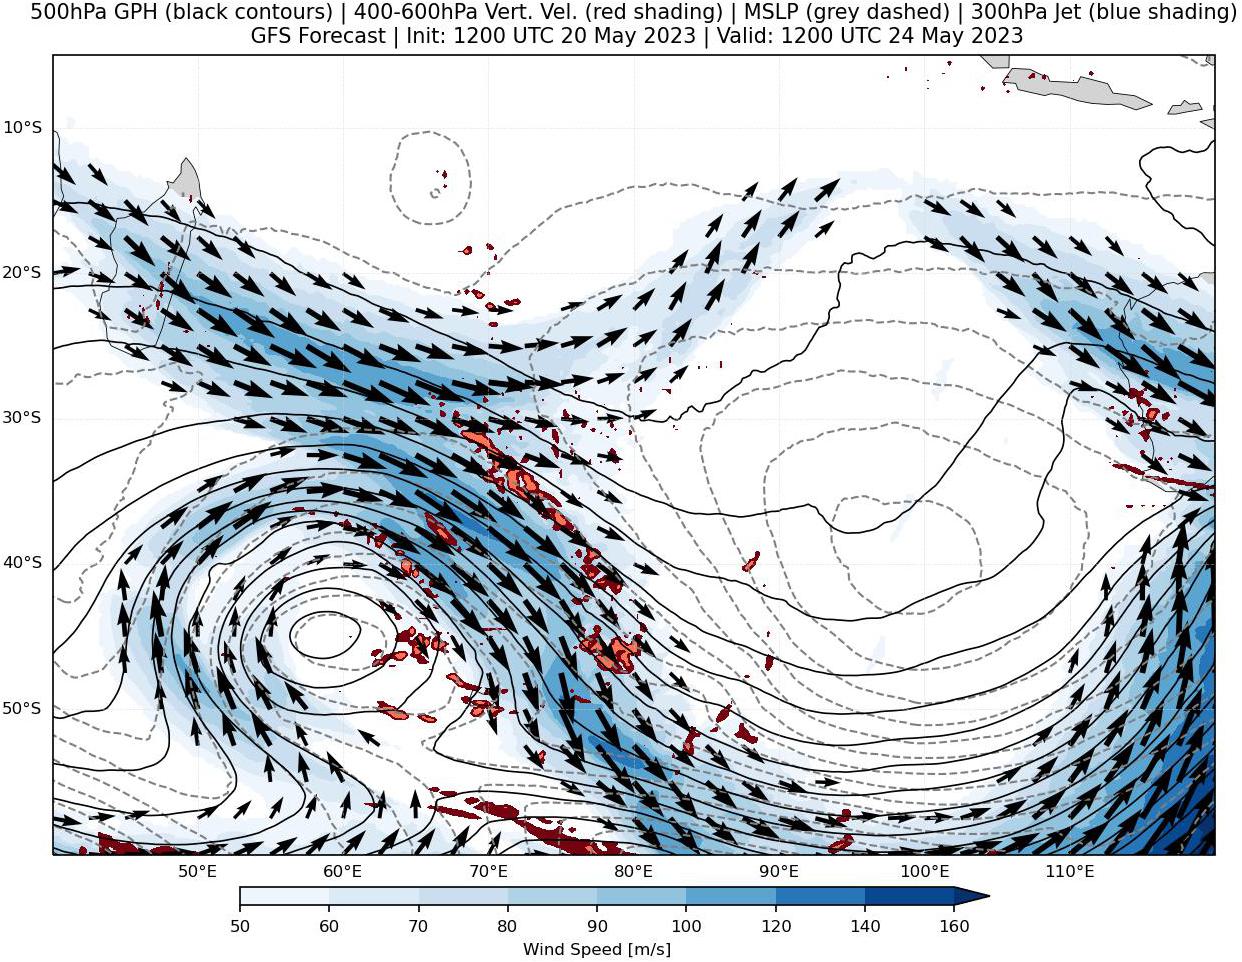 500hPa GPH (black contours) | 400-600hPa Vert. Vel. (red shading) | MSLP (grey dashed) | 300hPa Jet (blue shading)
GFS Forecast | Init: 1200 UTC 20 May 2023 | Valid: 1200 UTC 24 May 2023
10°S
20°S
30°S
40°S
50°S
50°E 60°E 70°E 80°E 90°E 100°E 110°E
50 60 70 80 90 100 120 140 160
Wind Speed [m/s]